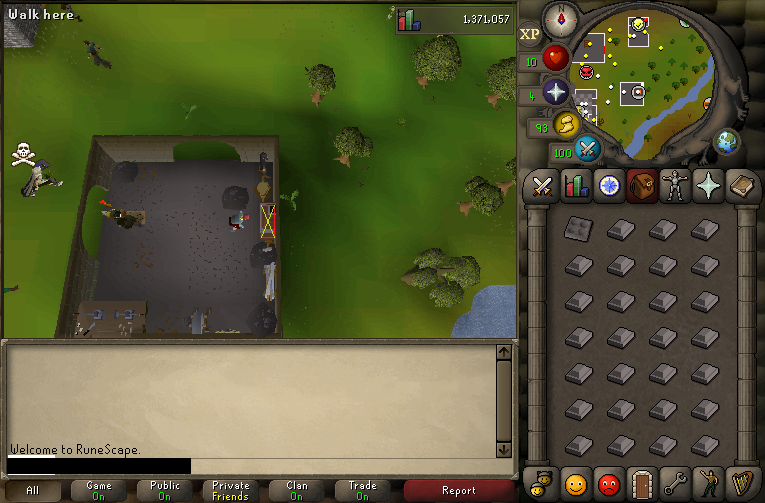 Walk here
1,371,057
XP
10
4
93
100
Welcome to RuneScape.
All
Game
On
Public
On
Private
Friends
Clan
On
Trade
On
Report